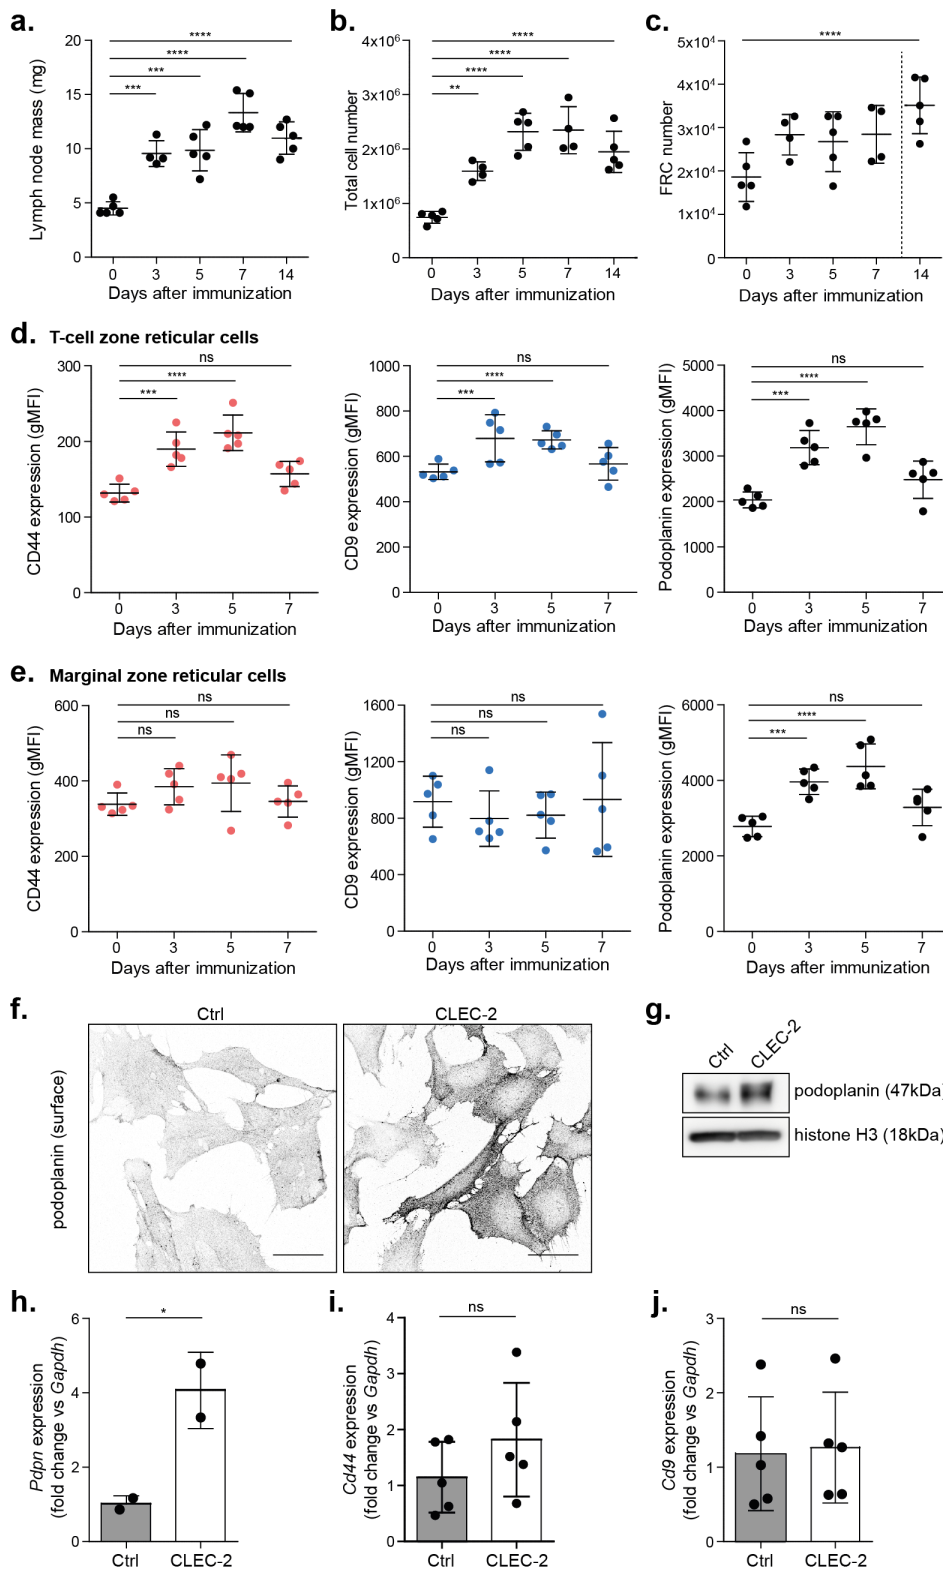 a.
Lymph node mass (mg)
20
15
10
5
0
****
****
***
***
0 3 5 7 14
Days after immunization
b.
Total cell number
4x10⁶
3x10⁶
2x10⁶
1x10⁶
0
****
****
****
**
0 3 5 7 14
Days after immunization
c.
FRC number
5x10⁴
4x10⁴
3x10⁴
2x10⁴
1x10⁴
0
****
0 3 5 7 14
Days after immunization
d. T-cell zone reticular cells
CD44 expression (gMFI)
300
200
100
0
ns
****
***
0 3 5 7
Days after immunization
CD9 expression (gMFI)
1000
800
600
400
200
0
ns
****
***
0 3 5 7
Days after immunization
Podoplanin expression (gMFI)
5000
4000
3000
2000
1000
0
ns
****
***
0 3 5 7
Days after immunization
e. Marginal zone reticular cells
CD44 expression (gMFI)
600
400
200
0
ns
ns
ns
0 3 5 7
Days after immunization
CD9 expression (gMFI)
1600
1200
800
400
0
ns
ns
ns
0 3 5 7
Days after immunization
Podoplanin expression (gMFI)
6000
4000
2000
0
ns
****
***
0 3 5 7
Days after immunization
f.
Ctrl
CLEC-2
podoplanin (surface)
g.
Ctrl
CLEC-2
podoplanin (47kDa)
histone H3 (18kDa)
h.
Pdpn expression
(fold change vs Gapdh)
6
4
2
0
*
Ctrl CLEC-2
i.
Cd44 expression
(fold change vs Gapdh)
4
3
2
1
0
ns
Ctrl CLEC-2
j.
Cd9 expression
(fold change vs Gapdh)
3
2
1
0
ns
Ctrl CLEC-2